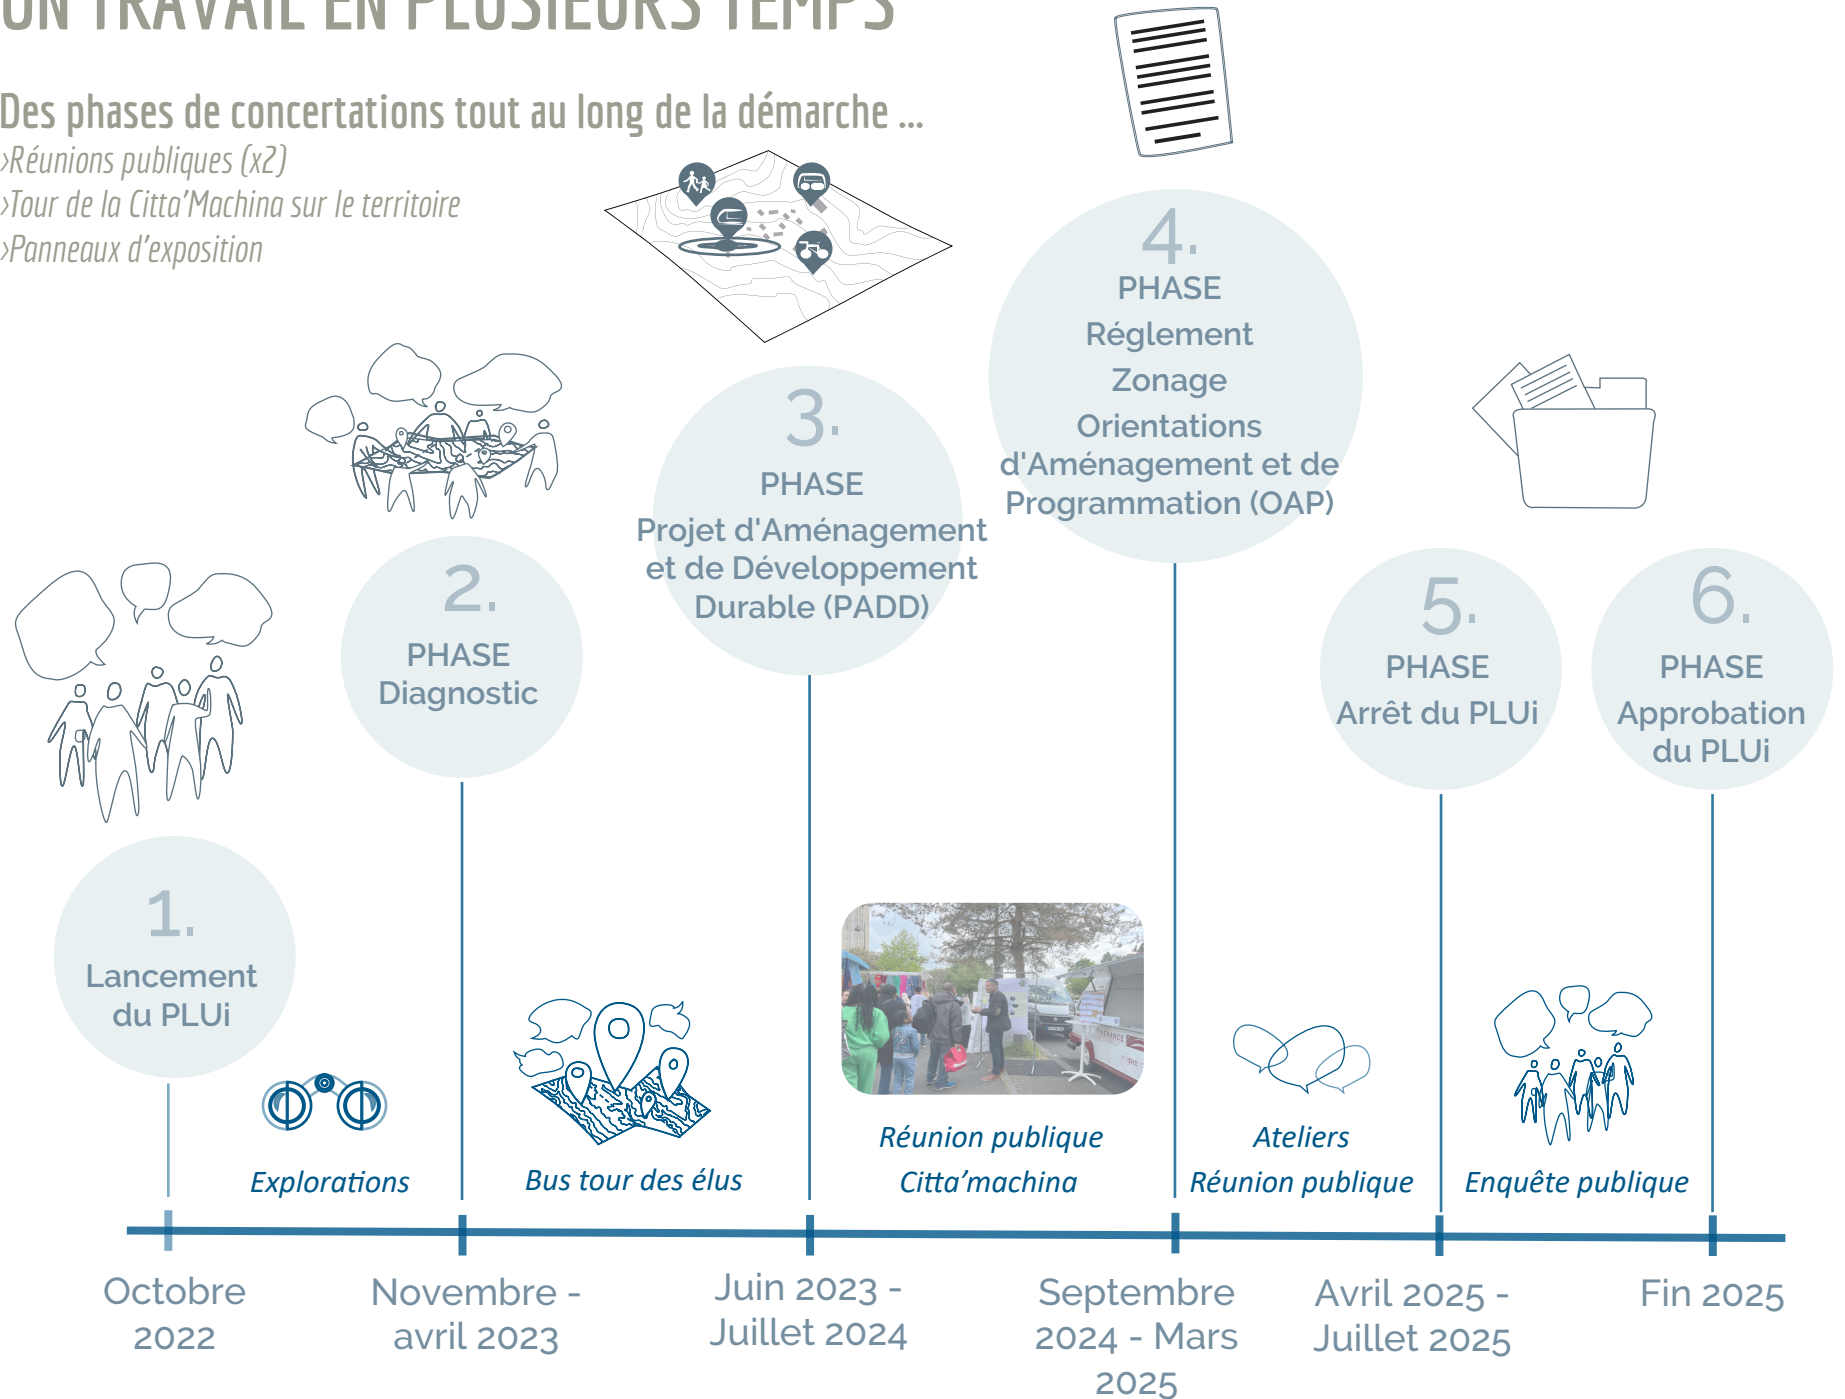 UN TRAVAIL EN PLUSIEURS TEMPS
Des phases de concertations tout au long de la démarche ...
›Réunions publiques (x2)
›Tour de la Citta'Machina sur le territoire
›Panneaux d'exposition
1.
Lancement
du PLUi
2.
PHASE
Diagnostic
3.
PHASE
Projet d'Aménagement
et de Développement
Durable (PADD)
4.
PHASE
Réglement
Zonage
Orientations
d'Aménagement et de
Programmation (OAP)
5.
PHASE
Arrêt du PLUi
6.
PHASE
Approbation
du PLUi
Explorations
Bus tour des élus
Réunion publique
Citta’machina
Ateliers
Réunion publique
Enquête publique
Octobre
2022
Novembre -
avril 2023
Juin 2023 -
Juillet 2024
Septembre
2024 - Mars
2025
Avril 2025 -
Juillet 2025
Fin 2025